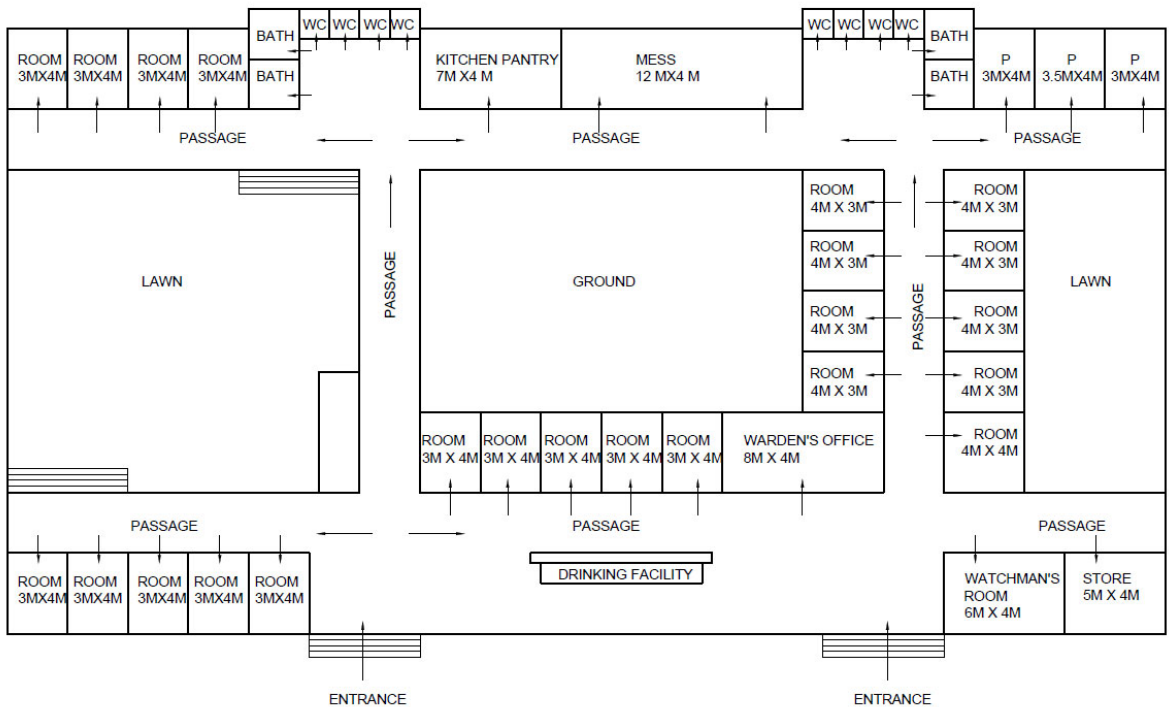 WC WC WC WC
WC WC WC WC
BATH
BATH
ROOM
3MX4M
ROOM
3MX4M
ROOM
3MX4M
ROOM
3MX4M
BATH
KITCHEN PANTRY
7M X4 M
MESS
12 MX4 M
BATH
P
3MX4M
P
3.5MX4M
P
3MX4M
PASSAGE
PASSAGE
PASSAGE
LAWN
PASSAGE
GROUND
ROOM
4M X 3M
ROOM
4M X 3M
ROOM
4M X 3M
ROOM
4M X 3M
PASSAGE
ROOM
4M X 3M
ROOM
4M X 3M
ROOM
4M X 3M
ROOM
4M X 3M
ROOM
4M X 4M
LAWN
ROOM
3M X 4M
ROOM
3M X 4M
ROOM
3M X 4M
ROOM
3M X 4M
ROOM
3M X 4M
WARDEN'S OFFICE
8M X 4M
PASSAGE
PASSAGE
PASSAGE
ROOM
3MX4M
ROOM
3MX4M
ROOM
3MX4M
ROOM
3MX4M
ROOM
3MX4M
DRINKING FACILITY
WATCHMAN'S
ROOM
6M X 4M
STORE
5M X 4M
ENTRANCE
ENTRANCE